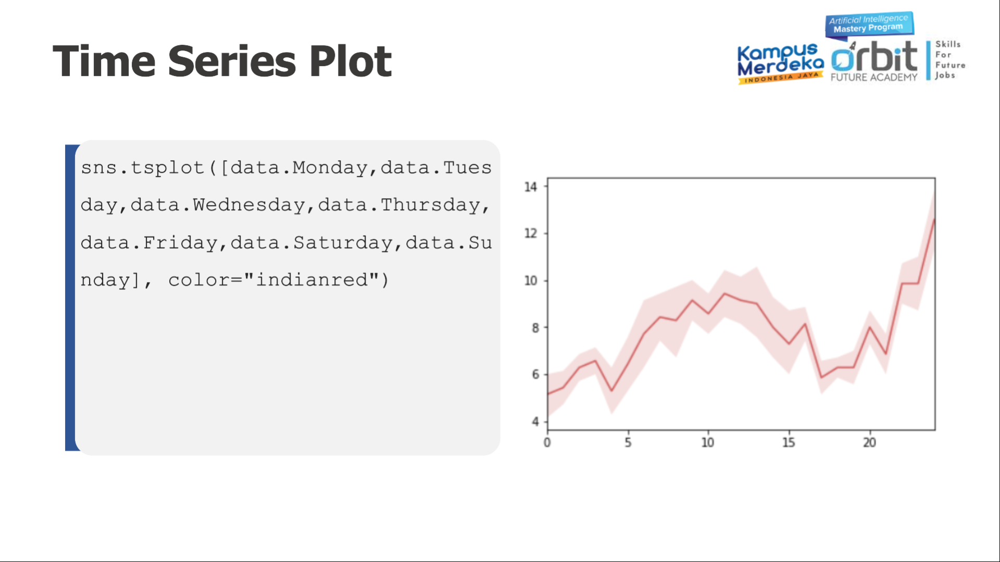 Time Series Plot
Artificial Intelligence
Mastery Program
Kampus
Merdeka
INDONESIA JAYA
orbit
FUTURE ACADEMY
Skills
For
Future
Jobs
sns.tsplot([data.Monday,data.Tues
day,data.Wednesday,data.Thursday,
data.Friday,data.Saturday,data.Su
nday], color="indianred")
14
12
10
8
6
4
0 5 10 15 20